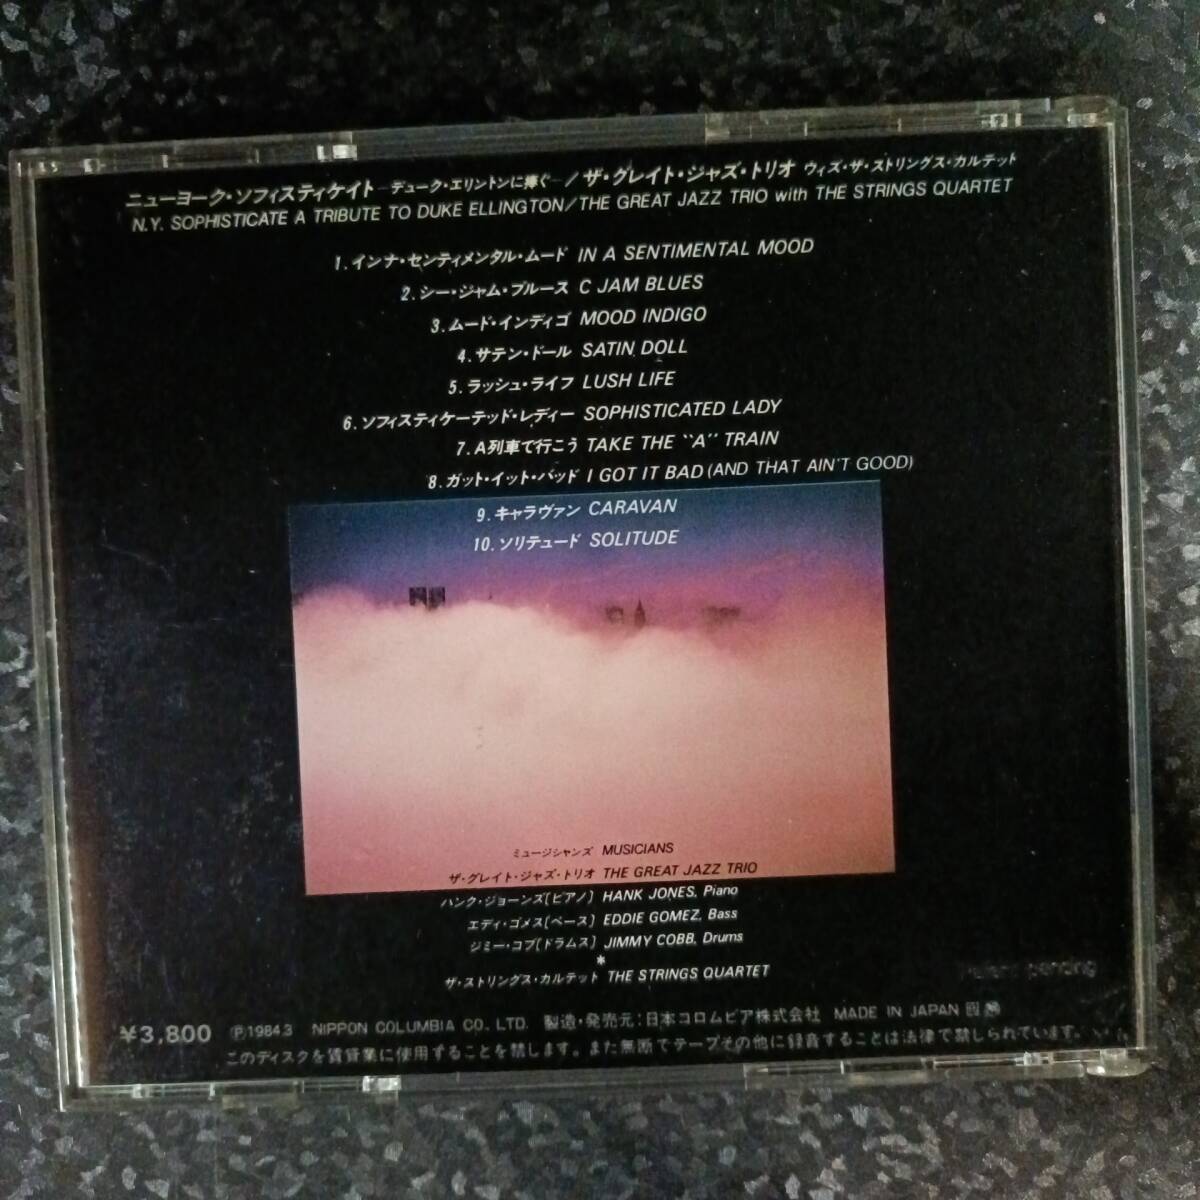 ニューヨーク・ソフィスティケイト―デューク・エリントンに捧ぐ―/ザ・グレイト・ジャズ・トリオ ウィズ・ザ・ストリングス・カルテット
N.Y. SOPHISTICATE A TRIBUTE TO DUKE ELLINGTON/THE GREAT JAZZ TRIO with THE STRINGS QUARTET
1.インナ・センティメンタル・ムード IN A SENTIMENTAL MOOD
2.シー・ジャム・ブルース C JAM BLUES
3.ムード・インディゴ MOOD INDIGO
4.サテン・ドール SATIN DOLL
5.ラッシュ・ライフ LUSH LIFE
6.ソフィスティケーテッド・レディー SOPHISTICATED LADY
7.A列車で行こう TAKE THE "A" TRAIN
8.ガット・イット・バッド I GOT IT BAD (AND THAT AIN'T GOOD)
9.キャラヴァン CARAVAN
10.ソリテュード SOLITUDE
ミュージシャンズ MUSICIANS
ザ・グレイト・ジャズ・トリオ THE GREAT JAZZ TRIO
ハンク・ジョーンズ[ピアノ] HANK JONES, Piano
エディ・ゴメス[ベース] EDDIE GOMEZ, Bass
ジミー・コブ[ドラムス] JIMMY COBB, Drums
*
ザ・ストリングス・カルテット THE STRINGS QUARTET
patent pending
¥3,800 Ⓟ1984.3 NIPPON COLUMBIA CO., LTD. 製造・発売元:日本コロムビア株式会社 MADE IN JAPAN
このディスクを賃貸業に使用することを禁じます。また無断でテープその他に録音することは法律で禁じられています。